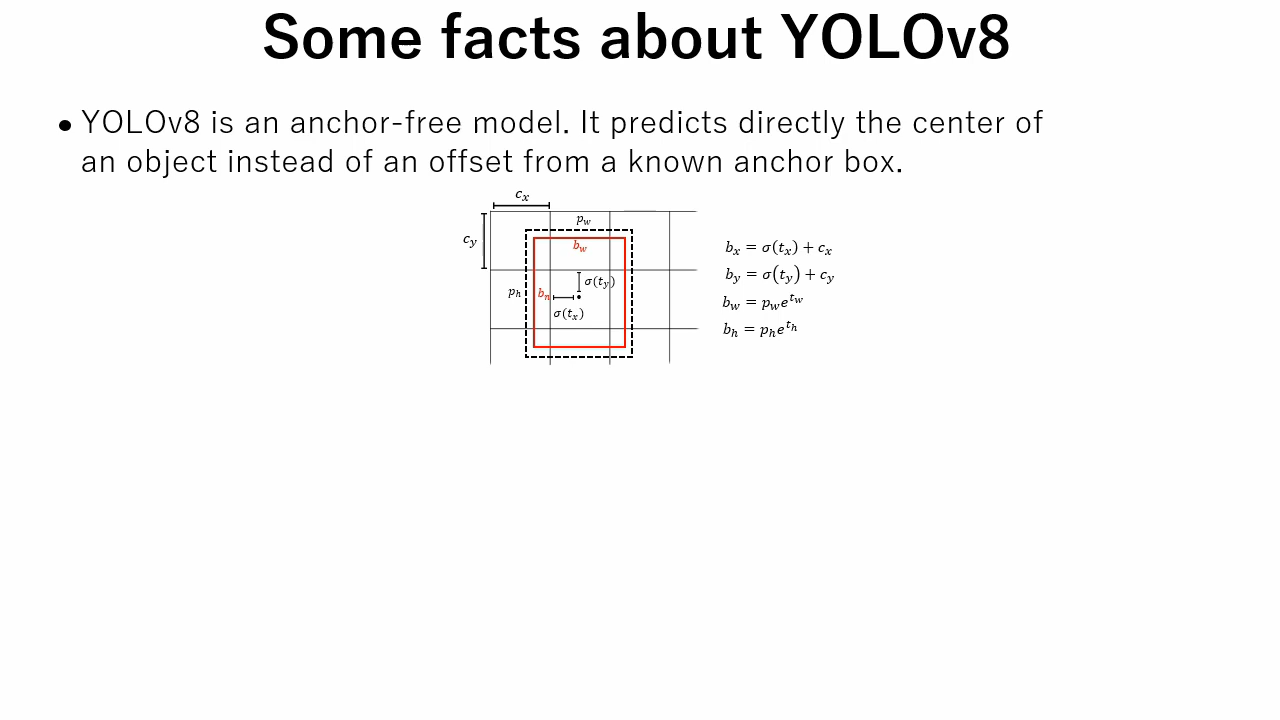 Some facts about YOLOv8
• YOLOv8 is an anchor-free model. It predicts directly the center of
an object instead of an offset from a known anchor box.
c_x
p_w
c_y
b_w
σ(t_y)
p_h
b_n
σ(t_x)
b_x = σ(t_x) + c_x
b_y = σ(t_y) + c_y
b_w = p_w e^{t_w}
b_h = p_h e^{t_h}